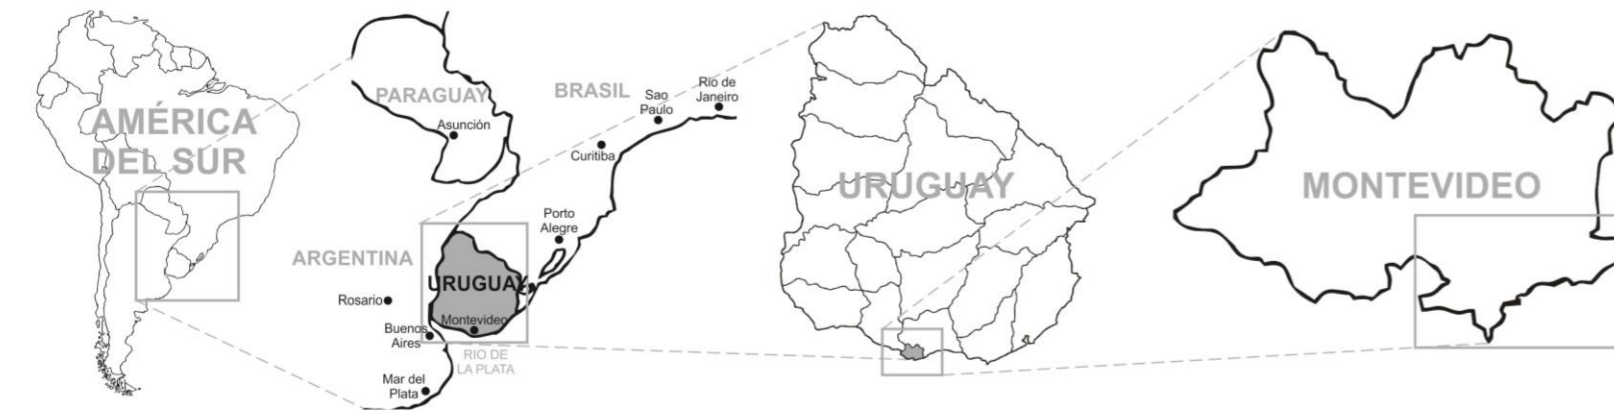 AMÉRICA
DEL SUR
PARAGUAY
Asunción
BRASIL
Sao
Paulo
Rio de
Janeiro
Curitiba
Porto
Alegre
ARGENTINA
URUGUAY
Rosario
Montevideo
Buenos
Aires
RIO DE
LA PLATA
Mar del
Plata
URUGUAY
MONTEVIDEO